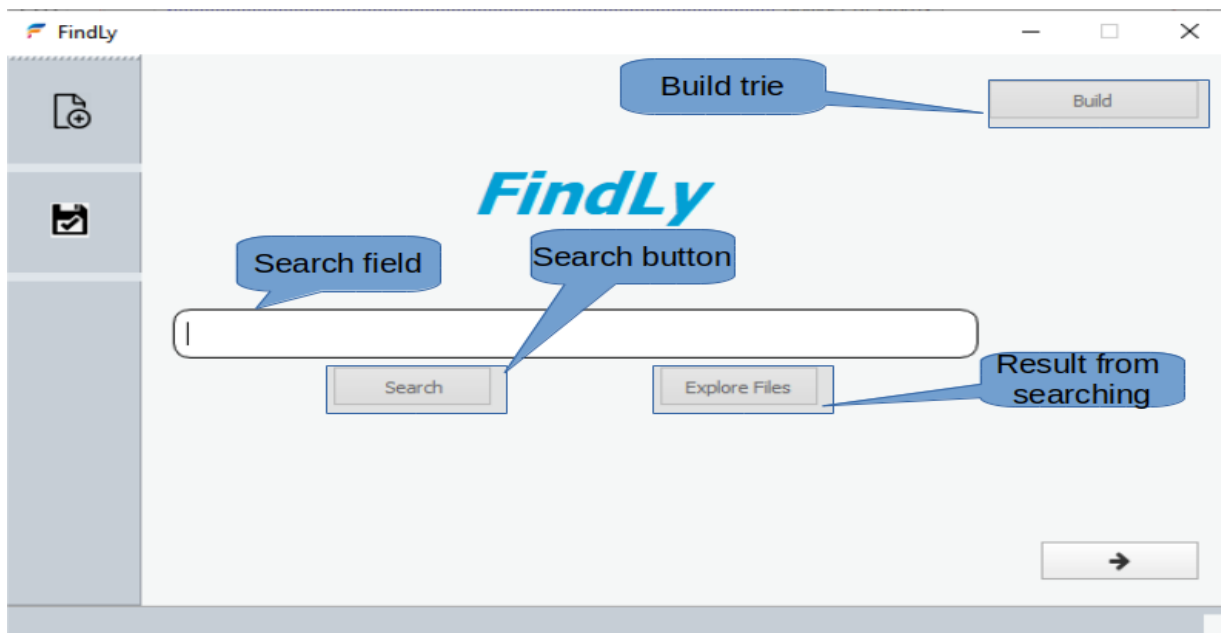 FindLy
Build trie
Build
FindLy
Search field
Search button
Search
Explore Files
Result from
searching